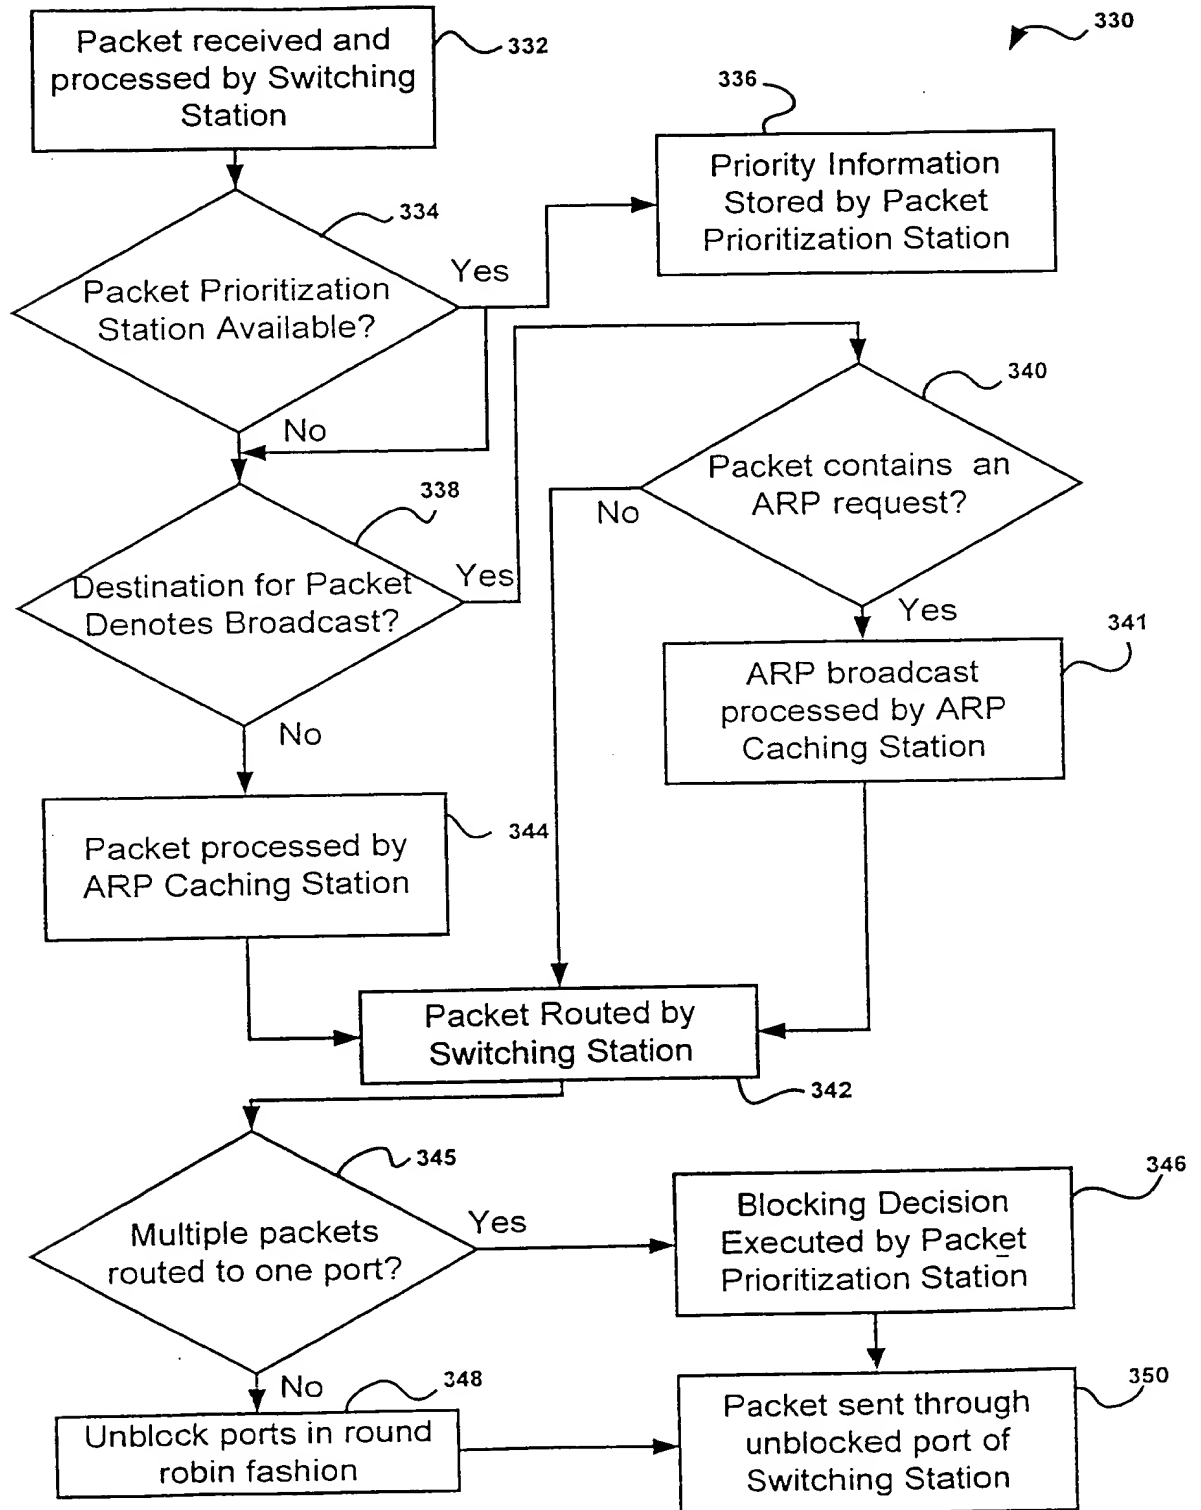 330
Packet received and
processed by Switching
Station
332
336
Priority Information
Stored by Packet
Prioritization Station
334
Packet Prioritization
Station Available?
Yes
No
338
Destination for Packet
Denotes Broadcast?
Yes
No
340
Packet contains an
ARP request?
No
Yes
341
ARP broadcast
processed by ARP
Caching Station
Packet processed by
ARP Caching Station
344
Packet Routed by
Switching Station
342
345
Multiple packets
routed to one port?
Yes
No
346
Blocking Decision
Executed by Packet
Prioritization Station
348
Unblock ports in round
robin fashion
350
Packet sent through
unblocked port of
Switching Station